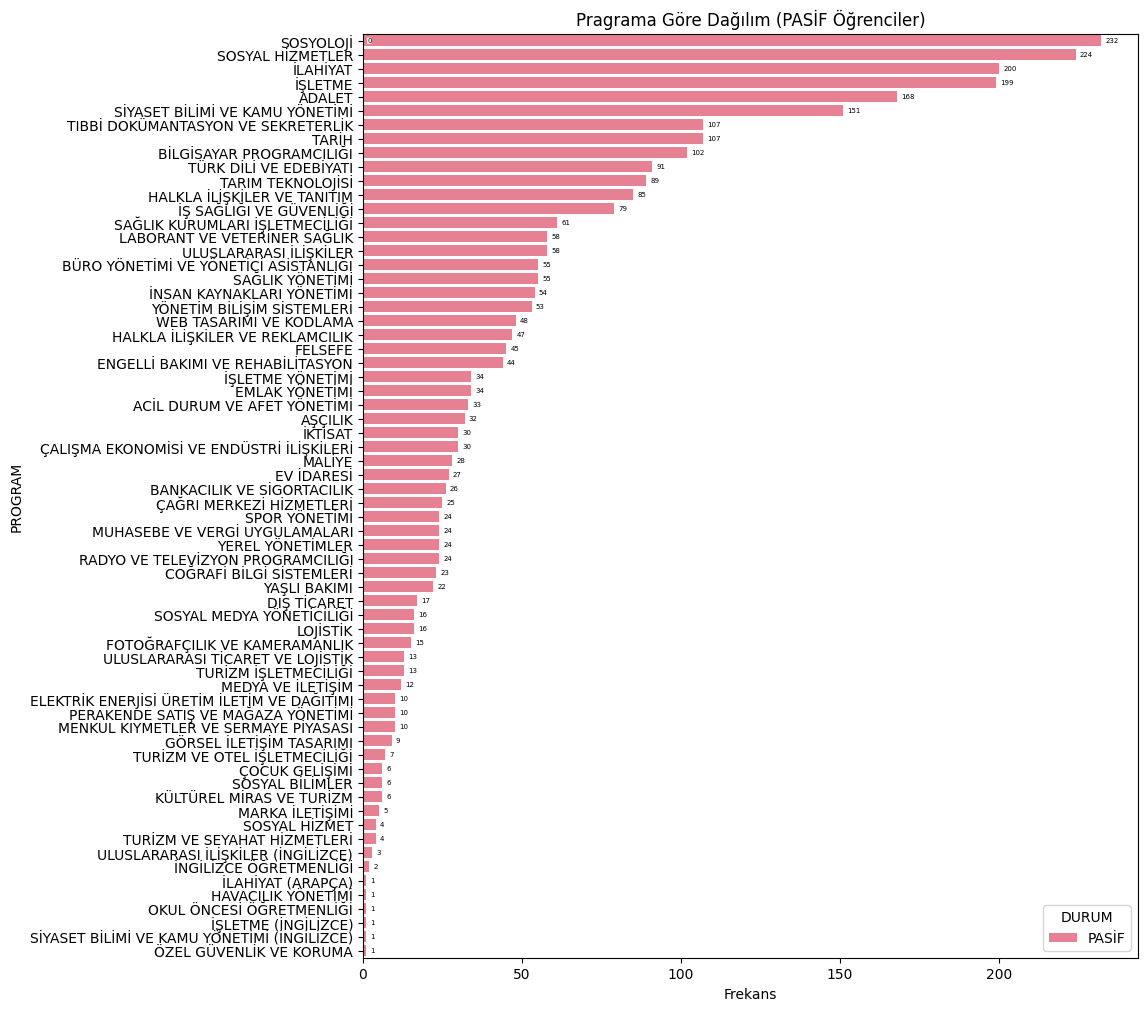 Pragrama Göre Dağılım (PASİF Öğrenciler)
SOSYOLOJİ 0 232
SOSYAL HİZMETLER 224
İLAHİYAT 200
İŞLETME 199
ADALET 168
SİYASET BİLİMİ VE KAMU YÖNETİMİ 151
TIBBİ DOKÜMANTASYON VE SEKRETERLİK 107
TARİH 107
BİLGİSAYAR PROGRAMCILIĞI 102
TÜRK DİLİ VE EDEBİYATI 91
TARIM TEKNOLOJİSİ 89
HALKLA İLİŞKİLER VE TANITIM 85
İŞ SAĞLIĞI VE GÜVENLİĞİ 79
SAĞLIK KURUMLARI İŞLETMECİLİĞİ 61
LABORANT VE VETERİNER SAĞLIK 58
ULUSLARARASI İLİŞKİLER 58
BÜRO YÖNETİMİ VE YÖNETİCİ ASİSTANLIĞI 55
SAĞLIK YÖNETİMİ 55
İNSAN KAYNAKLARI YÖNETİMİ 54
YÖNETİM BİLİŞİM SİSTEMLERİ 53
WEB TASARIMI VE KODLAMA 48
HALKLA İLİŞKİLER VE REKLAMCILIK 47
FELSEFE 45
ENGELLİ BAKIMI VE REHABİLİTASYON 44
İŞLETME YÖNETİMİ 34
EMLAK YÖNETİMİ 34
ACİL DURUM VE AFET YÖNETİMİ 33
AŞÇILIK 32
İKTİSAT 30
ÇALIŞMA EKONOMİSİ VE ENDÜSTRİ İLİŞKİLERİ 30
MALİYE 28
EV İDARESİ 27
BANKACILIK VE SİGORTACILIK 26
ÇAĞRI MERKEZİ HİZMETLERİ 25
SPOR YÖNETİMİ 24
MUHASEBE VE VERGİ UYGULAMALARI 24
YEREL YÖNETİMLER 24
RADYO VE TELEVİZYON PROGRAMCILIĞI 24
COĞRAFİ BİLGİ SİSTEMLERİ 23
YAŞLI BAKIMI 22
DIŞ TİCARET 17
SOSYAL MEDYA YÖNETİCİLİĞİ 16
LOJİSTİK 16
FOTOĞRAFÇILIK VE KAMERAMANLIK 15
ULUSLARARASI TİCARET VE LOJİSTİK 13
TURİZM İŞLETMECİLİĞİ 13
MEDYA VE İLETİŞİM 12
ELEKTRİK ENERJİSİ ÜRETİM İLETİM VE DAĞITIMI 10
PERAKENDE SATIŞ VE MAĞAZA YÖNETİMİ 10
MENKUL KIYMETLER VE SERMAYE PİYASASI 10
GÖRSEL İLETİŞİM TASARIMI 9
TURİZM VE OTEL İŞLETMECİLİĞİ 7
ÇOCUK GELİŞİMİ 6
SOSYAL BİLİMLER 6
KÜLTÜREL MİRAS VE TURİZM 6
MARKA İLETİŞİMİ 5
SOSYAL HİZMET 4
TURİZM VE SEYAHAT HİZMETLERİ 4
ULUSLARARASI İLİŞKİLER (İNGİLİZCE) 3
İNGİLİZCE ÖĞRETMENLİĞİ 2
İLAHİYAT (ARAPÇA) 1
HAVACILIK YÖNETİMİ 1
OKUL ÖNCESİ ÖĞRETMENLİĞİ 1
İŞLETME (İNGİLİZCE) 1
SİYASET BİLİMİ VE KAMU YÖNETİMİ (İNGİLİZCE) 1
ÖZEL GÜVENLİK VE KORUMA 1
PROGRAM
DURUM
PASİF
0 50 100 150 200
Frekans